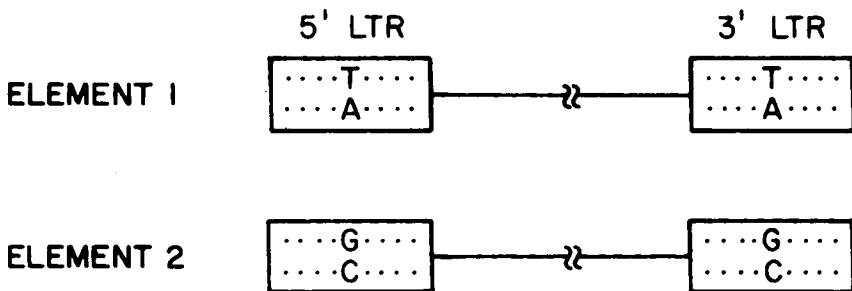 5' LTR 3' LTR
ELEMENT 1 ....T.... ....T....
....A.... ....A....
ELEMENT 2 ....G.... ....G....
....C.... ....C....